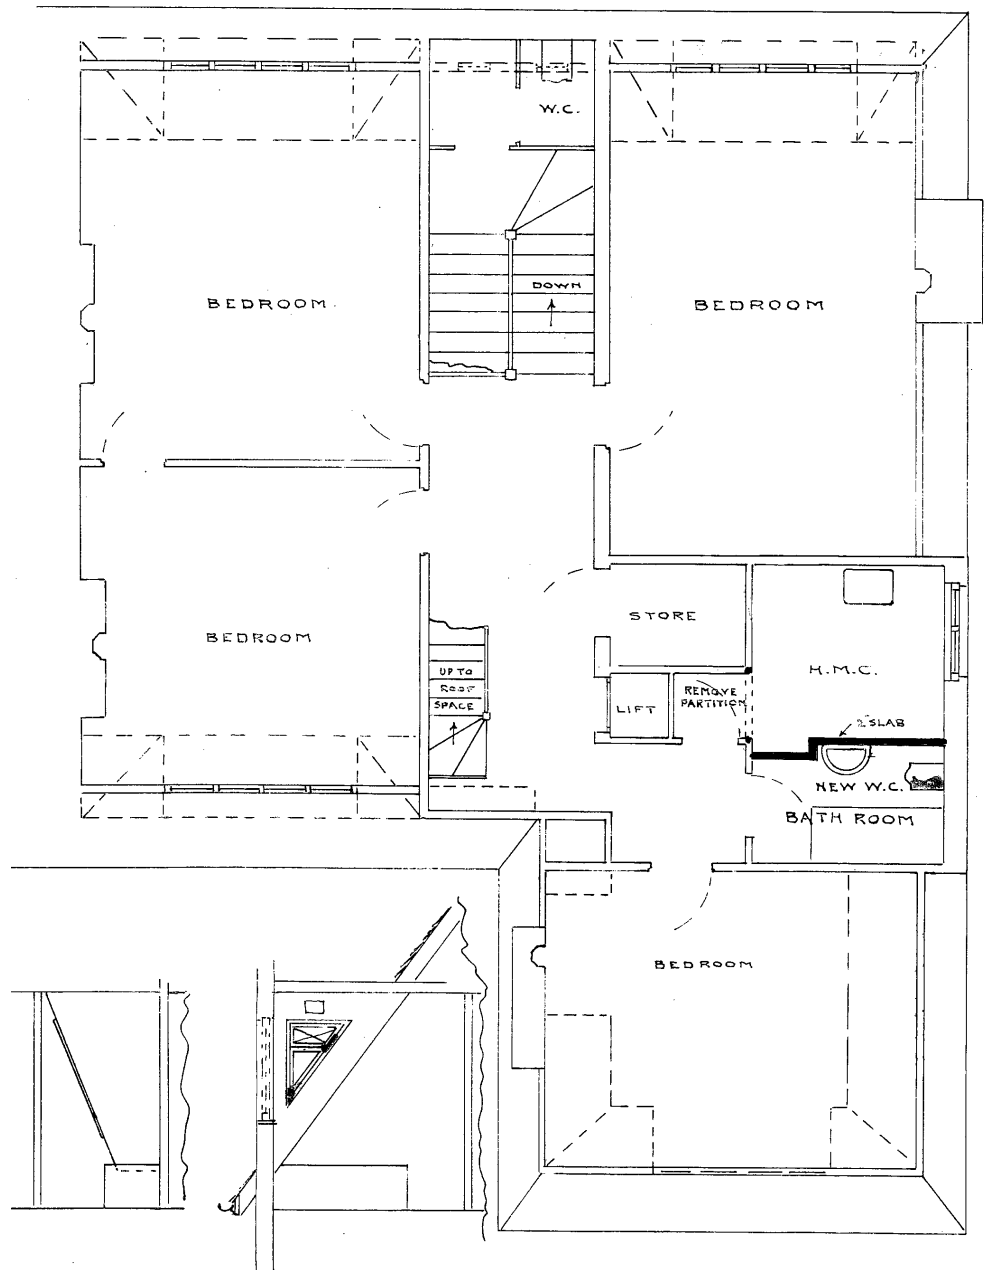 W.C.
DOWN
BEDROOM
BEDROOM
BEDROOM
STORE
H.M.C.
UP TO
ROOF
SPACE
LIFT
REMOVE
PARTITION
2" SLAB
NEW W.C.
BATH ROOM
BEDROOM